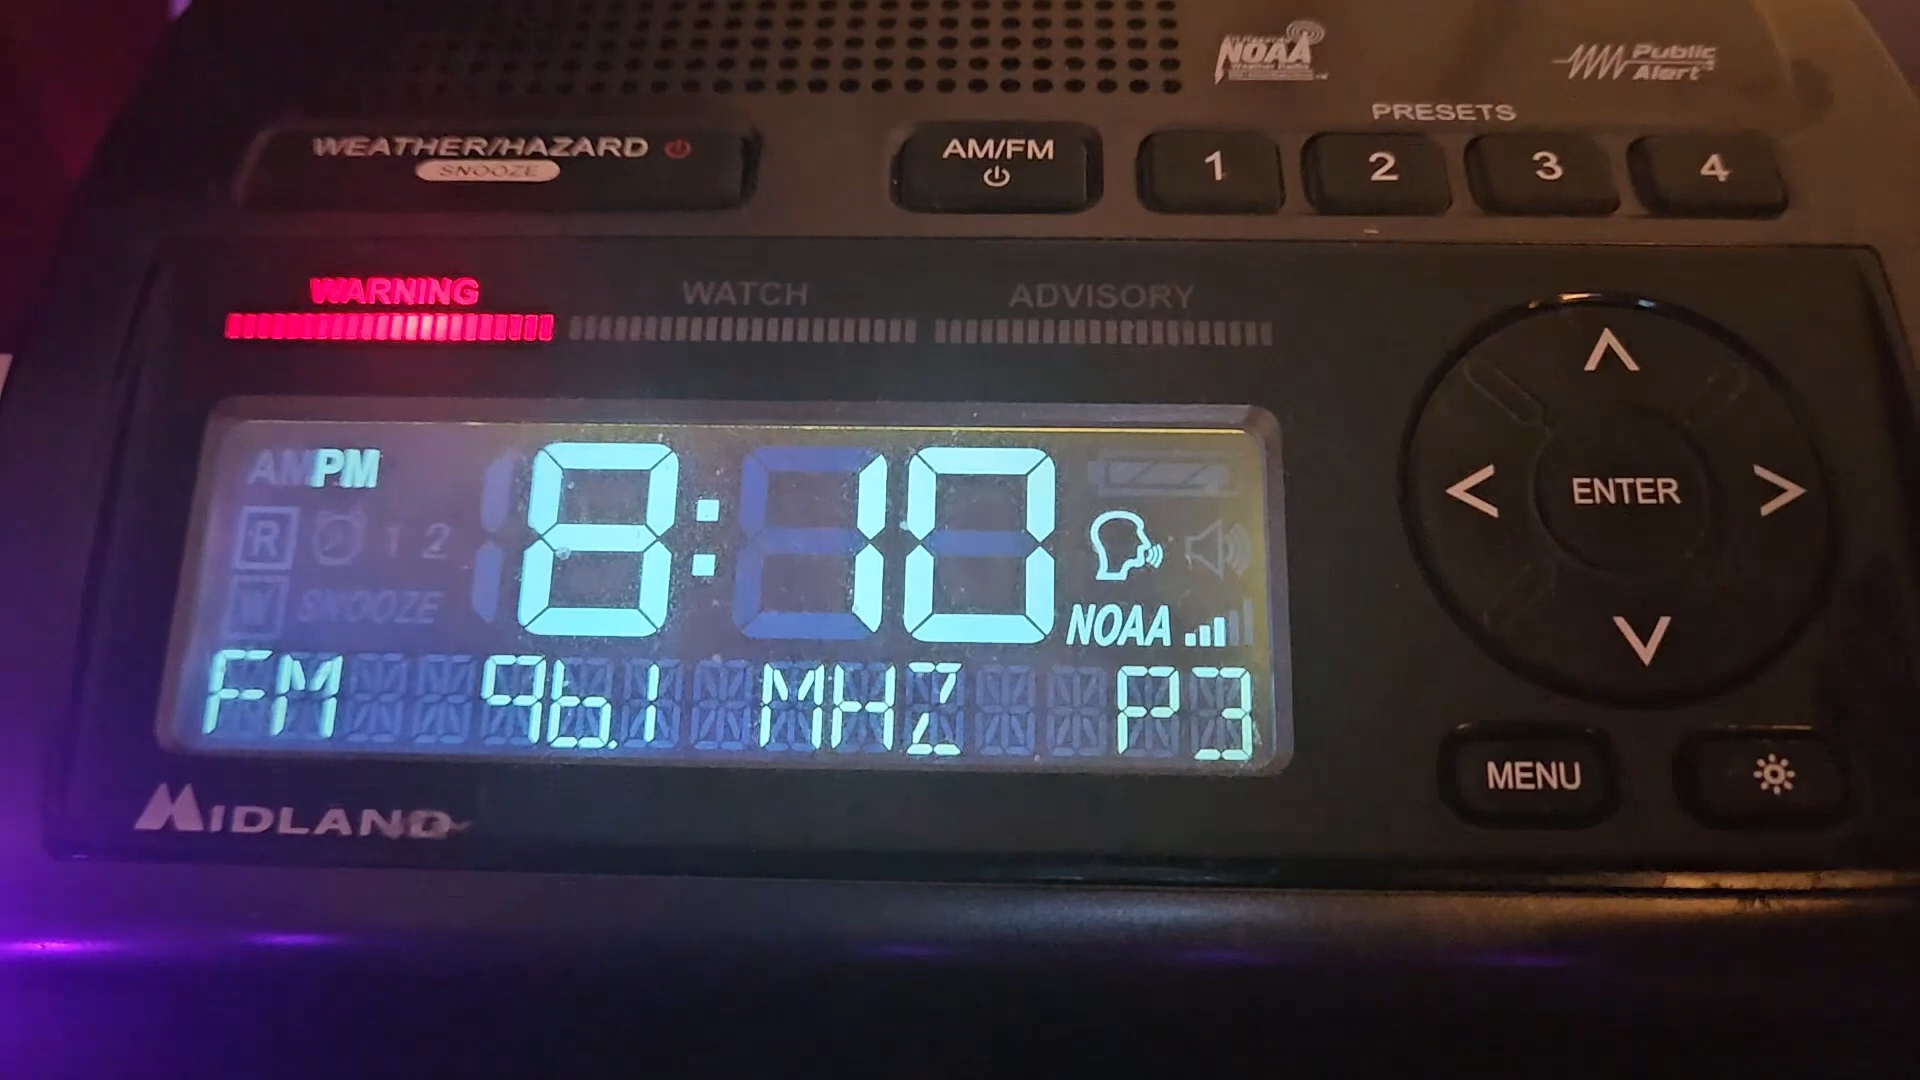 NOAA
Public Alert
PRESETS
WEATHER/HAZARD
SNOOZE
AM/FM
1 2 3 4
WARNING WATCH ADVISORY
AM PM 8:10
R 1 2
W SNOOZE
NOAA
FM 96.1 MHZ P3
ENTER
MENU
MIDLAND